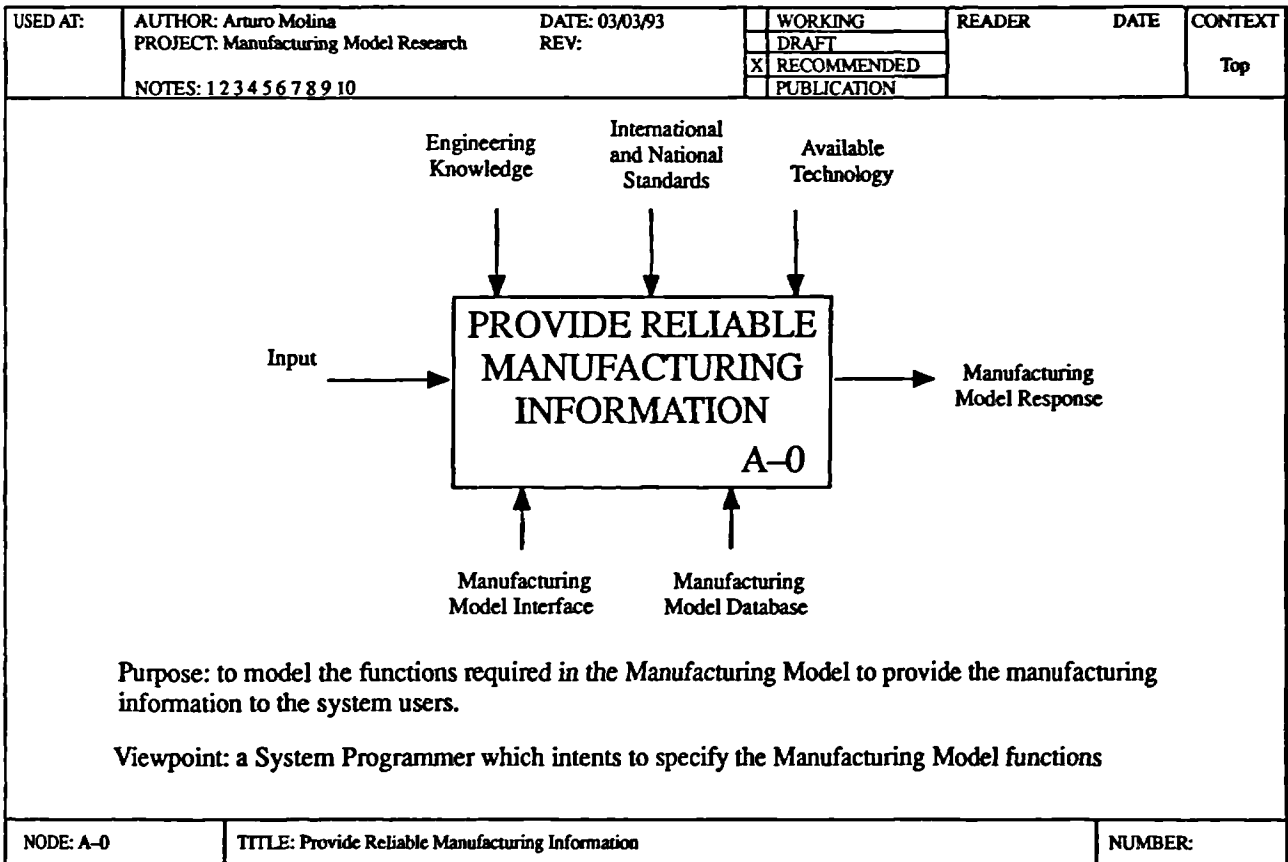 USED AT:
AUTHOR: Arturo Molina
DATE: 03/03/93
PROJECT: Manufacturing Model Research
REV:
NOTES: 1 2 3 4 5 6 7 8 9 10
WORKING
DRAFT
X RECOMMENDED
PUBLICATION
READER
DATE
CONTEXT
Top
Engineering
Knowledge
International
and National
Standards
Available
Technology
Input
PROVIDE RELIABLE
MANUFACTURING
INFORMATION
A–0
Manufacturing
Model Response
Manufacturing
Model Interface
Manufacturing
Model Database
Purpose: to model the functions required in the Manufacturing Model to provide the manufacturing
information to the system users.
Viewpoint: a System Programmer which intents to specify the Manufacturing Model functions
NODE: A–0
TITLE: Provide Reliable Manufacturing Information
NUMBER: